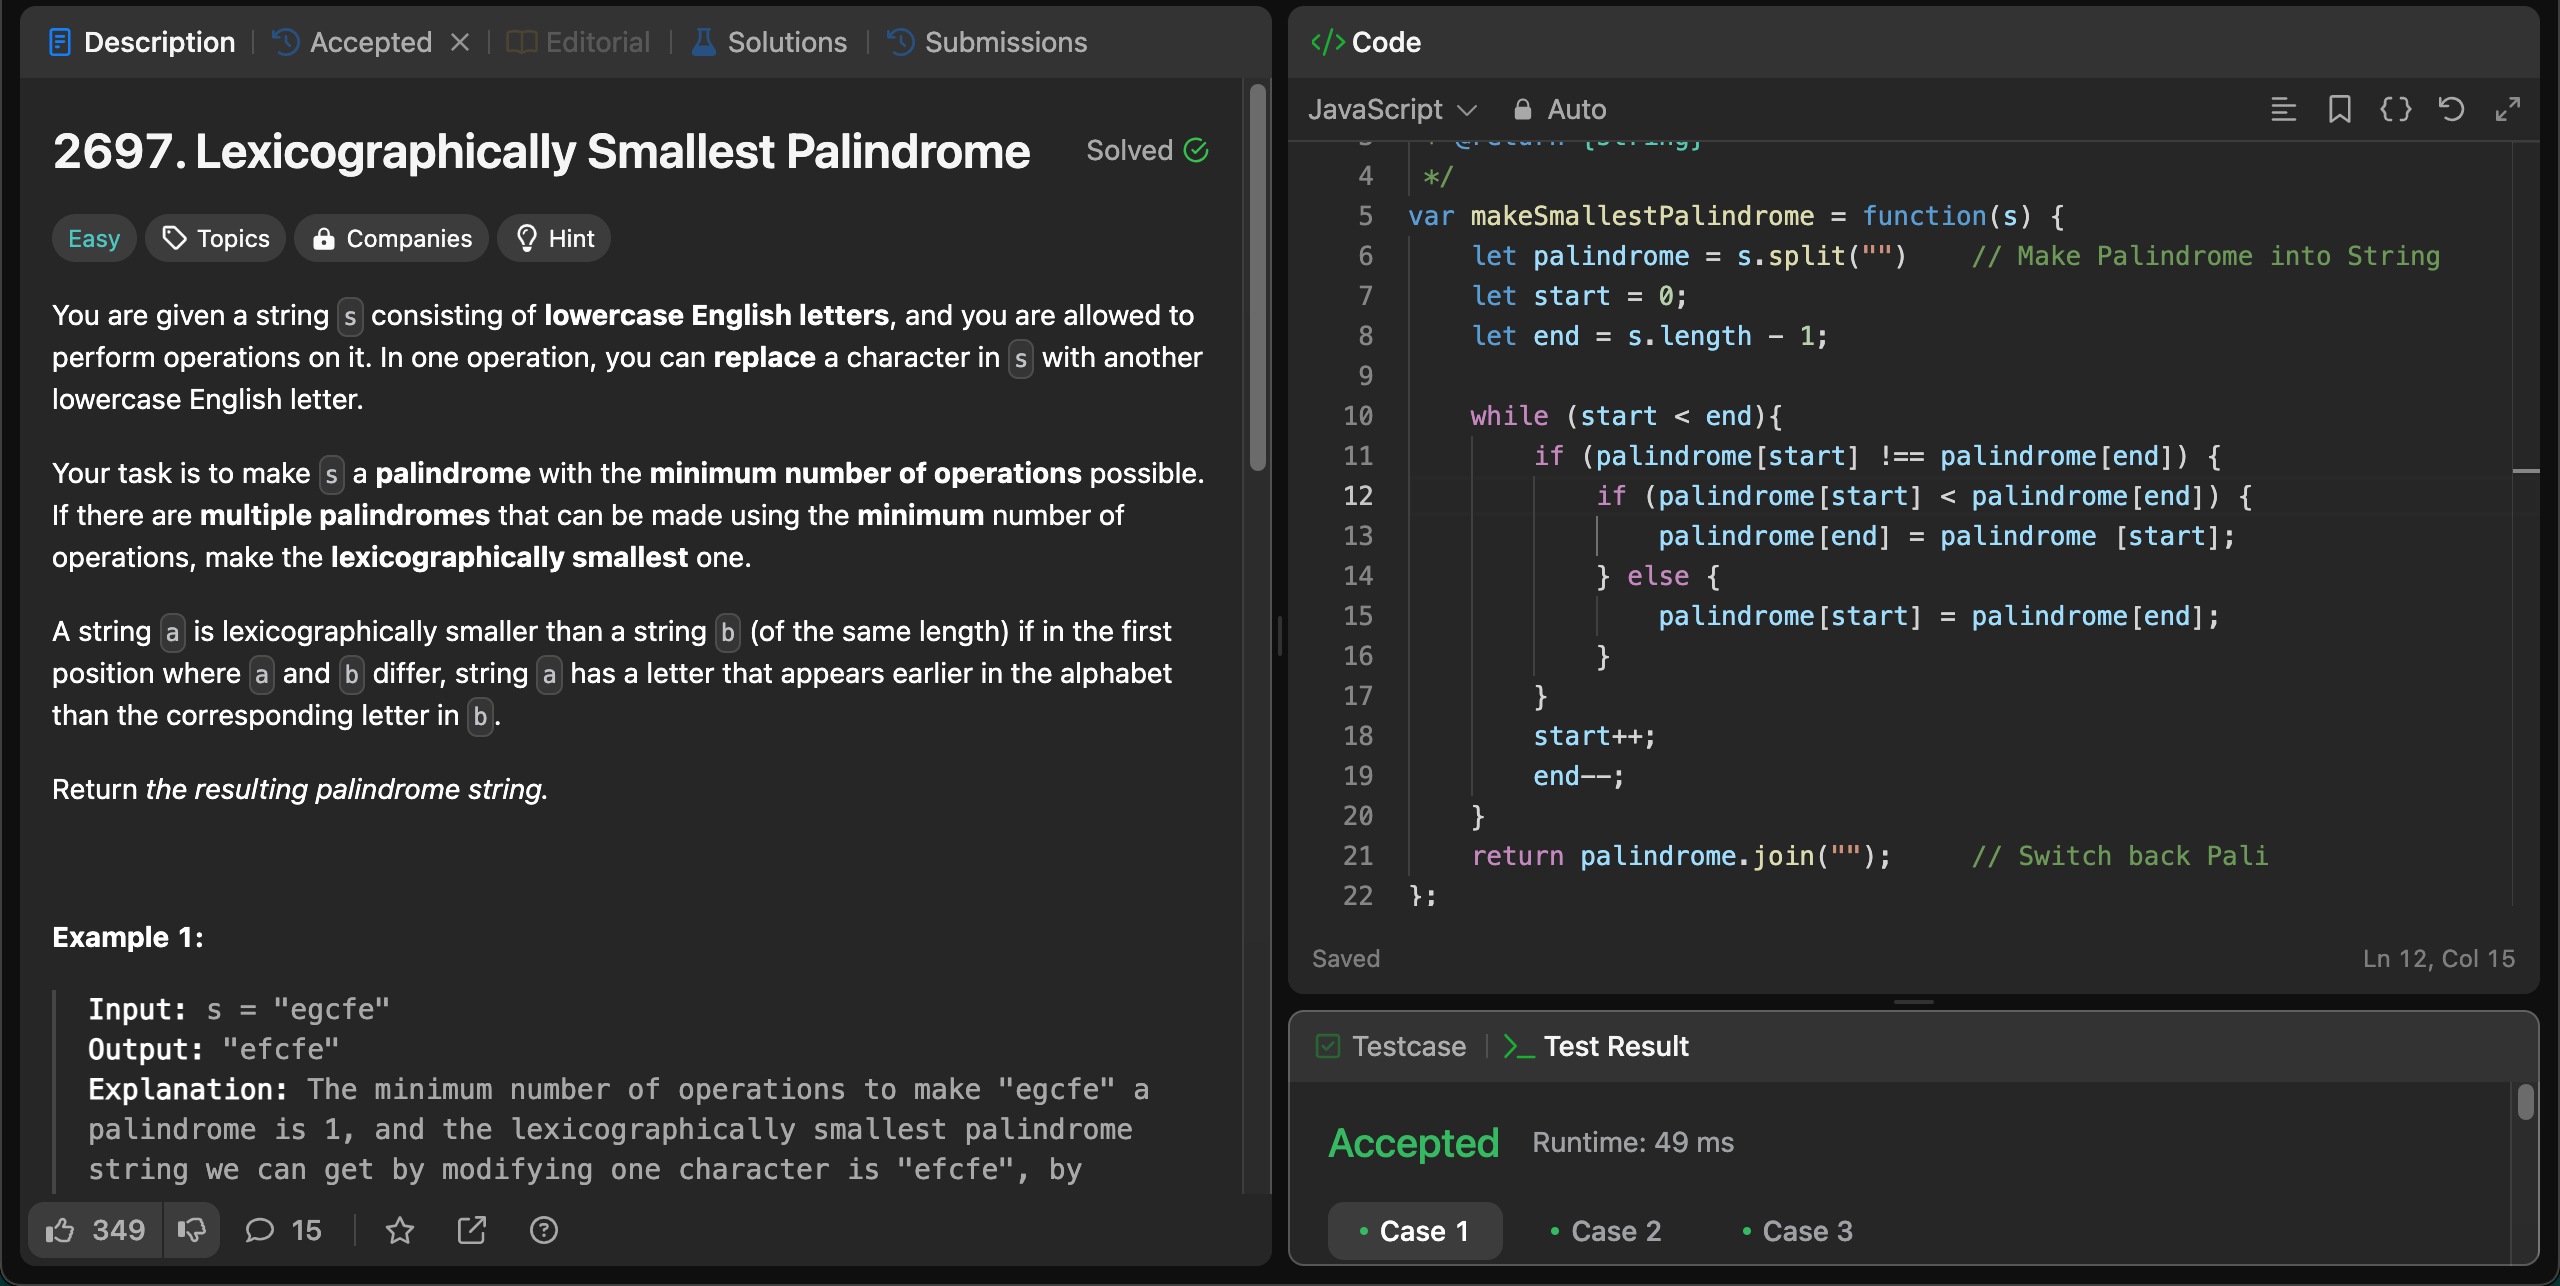 Description
Accepted
Editorial
Solutions
Submissions
2697. Lexicographically Smallest Palindrome
Solved
Easy
Topics
Companies
Hint
You are given a string s consisting of lowercase English letters, and you are allowed to
perform operations on it. In one operation, you can replace a character in s with another
lowercase English letter.
Your task is to make s a palindrome with the minimum number of operations possible.
If there are multiple palindromes that can be made using the minimum number of
operations, make the lexicographically smallest one.
A string a is lexicographically smaller than a string b (of the same length) if in the first
position where a and b differ, string a has a letter that appears earlier in the alphabet
than the corresponding letter in b.
Return the resulting palindrome string.
Example 1:
Input: s = "egcfe"
Output: "efcfe"
Explanation: The minimum number of operations to make "egcfe" a
palindrome is 1, and the lexicographically smallest palindrome
string we can get by modifying one character is "efcfe", by
349
15
</> Code
JavaScript
Auto
3 * @return {string}
4 */
5 var makeSmallestPalindrome = function(s) {
6 let palindrome = s.split("") // Make Palindrome into String
7 let start = 0;
8 let end = s.length - 1;
9
10 while (start < end){
11 if (palindrome[start] !== palindrome[end]) {
12 if (palindrome[start] < palindrome[end]) {
13 palindrome[end] = palindrome [start];
14 } else {
15 palindrome[start] = palindrome[end];
16 }
17 }
18 start++;
19 end--;
20 }
21 return palindrome.join(""); // Switch back Pali
22 };
Saved
Ln 12, Col 15
Testcase
>_ Test Result
Accepted
Runtime: 49 ms
• Case 1
• Case 2
• Case 3